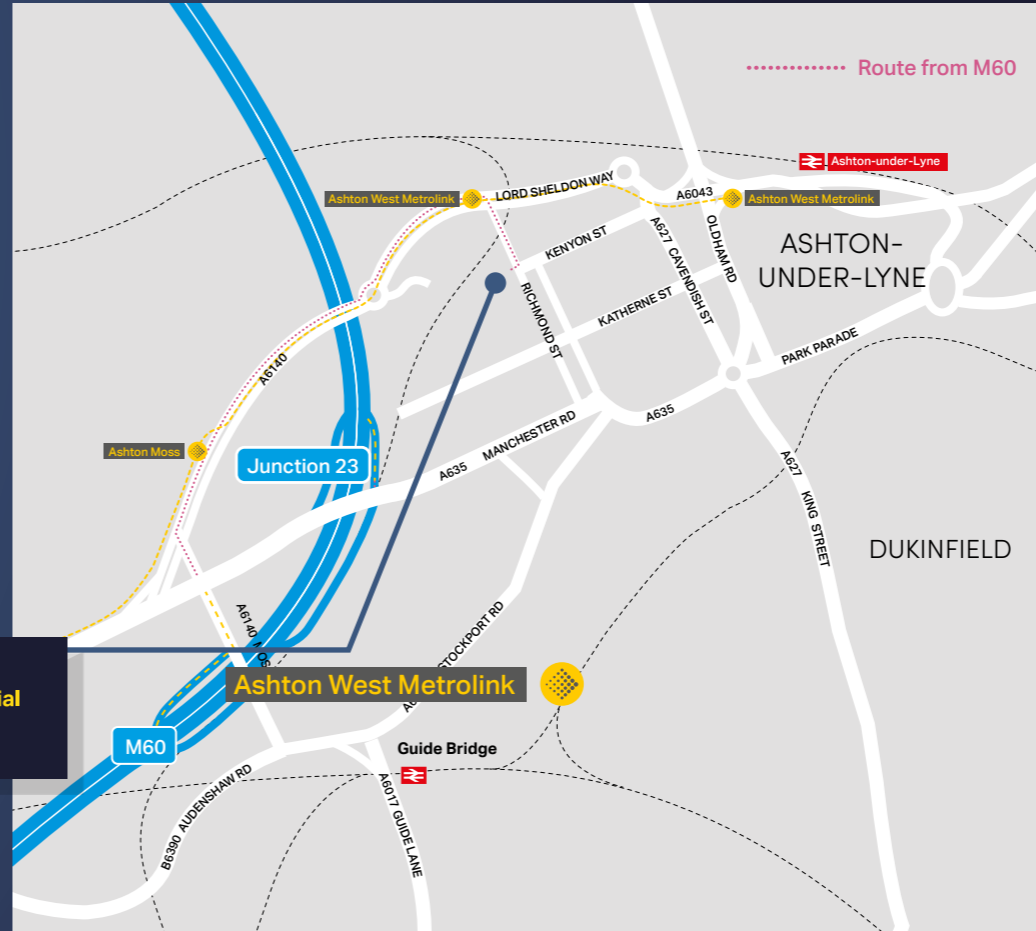 Route from M60
Ashton-under-Lyne
Ashton West Metrolink
LORD SHELDON WAY
A6043
Ashton West Metrolink
KENYON ST
A627 CAVENDISH ST
OLDHAM RD
ASHTON-
UNDER-LYNE
RICHMOND ST
KATHERNE ST
PARK PARADE
A6140
A635
MANCHESTER RD
A635
Ashton Moss
Junction 23
A627
KING STREET
DUKINFIELD
A6140
STOCKPORT RD
Ashton West Metrolink
ial
M60
Guide Bridge
B6390 AUDENSHAW RD
A6017 GUIDE LANE